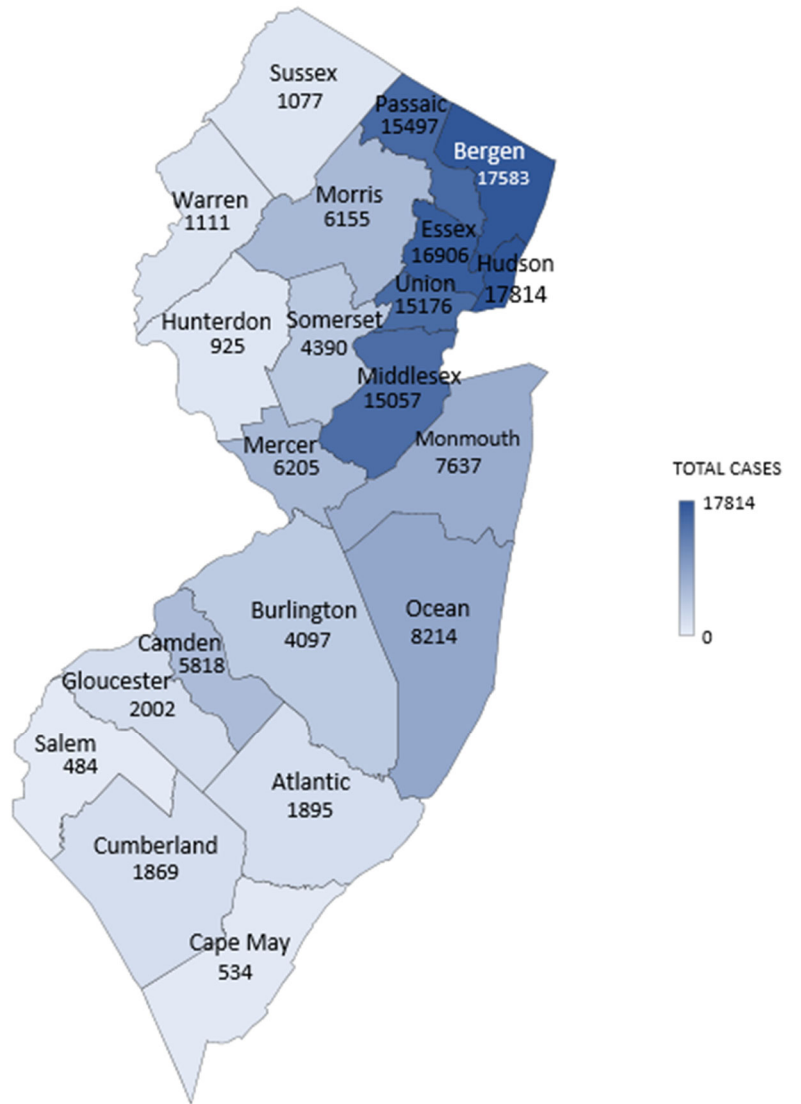 Sussex
1077
Passaic
15497
Bergen
17583
Warren
1111
Morris
6155
Essex
16906
Hudson
17814
Union
15176
Hunterdon
925
Somerset
4390
Middlesex
15057
Mercer
6205
Monmouth
7637
TOTAL CASES
17814
0
Burlington
4097
Ocean
8214
Camden
5818
Gloucester
2002
Salem
484
Atlantic
1895
Cumberland
1869
Cape May
534